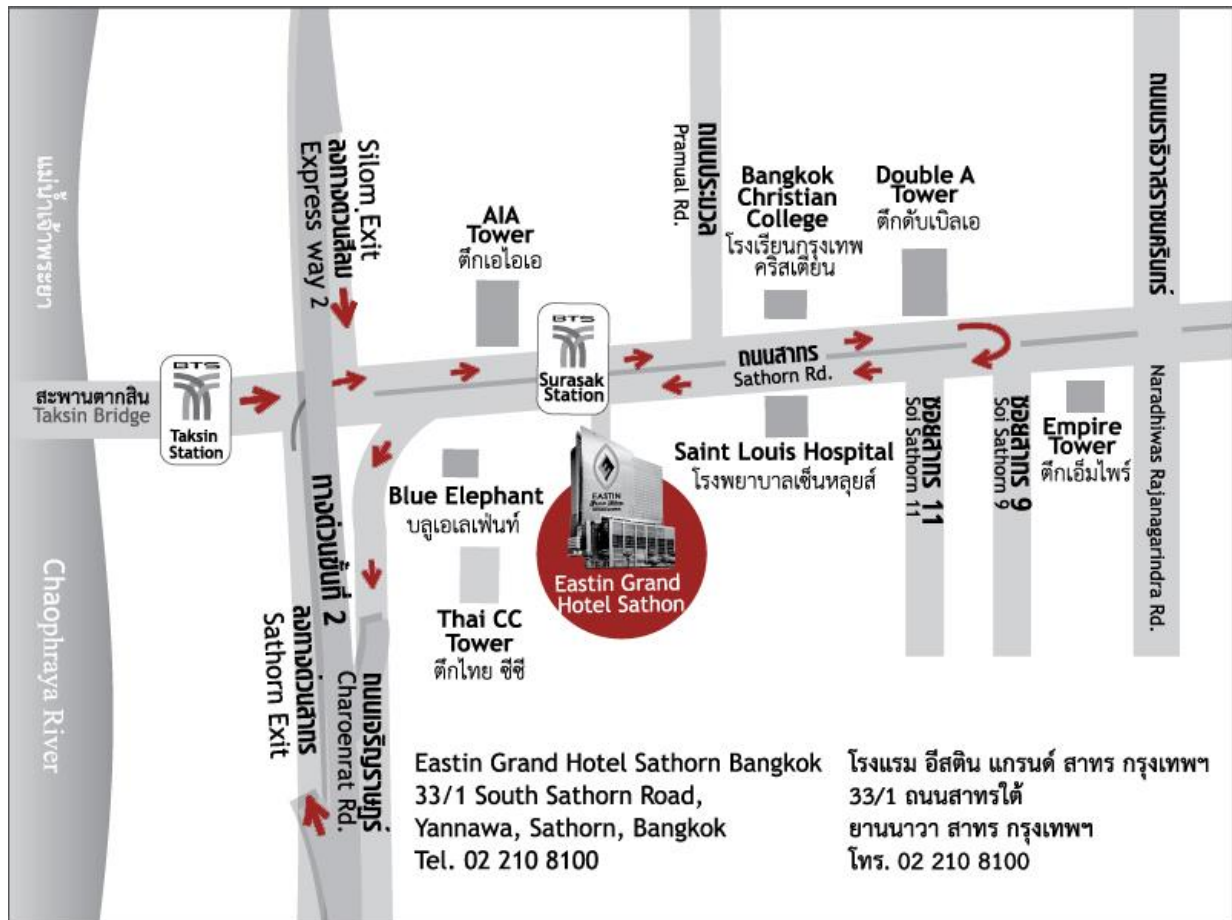 แม่น้ำเจ้าพระยา
Chaophraya River
สะพานตากสิน
Taksin Bridge
BTS
Taksin
Station
Silom Exit
ลงทางด่วนสีลม
Express way 2
AIA
Tower
ตึกเอไอเอ
BTS
Surasak
Station
ถนนประมวล
Pramual Rd.
Bangkok
Christian
College
โรงเรียนกรุงเทพ
คริสเตียน
Double A
Tower
ตึกดับเบิลเอ
ถนนนราธิวาสราชนครินทร์
Naradhiwas Rajanagarindra Rd.
ถนนสาทร
Sathorn Rd.
Blue Elephant
บลูเอเลเฟ่นท์
Thai CC
Tower
ตึกไทย ซีซี
EASTIN
Eastin Grand
Hotel Sathon
Saint Louis Hospital
โรงพยาบาลเซ็นหลุยส์
ซอยสาทร 11
Soi Sathorn 11
ซอยสาทร 9
Soi Sathorn 9
Empire
Tower
ตึกเอ็มไพร์
ทางด่วนขั้นที่ 2
ลงทางด่วนสาทร
Sathorn Exit
ถนนเจริญราษฎร์
Charoenrat Rd.
Eastin Grand Hotel Sathorn Bangkok
33/1 South Sathorn Road,
Yannawa, Sathorn, Bangkok
Tel. 02 210 8100
โรงแรม อีสติน แกรนด์ สาทร กรุงเทพฯ
33/1 ถนนสาทรใต้
ยานนาวา สาทร กรุงเทพฯ
โทร. 02 210 8100